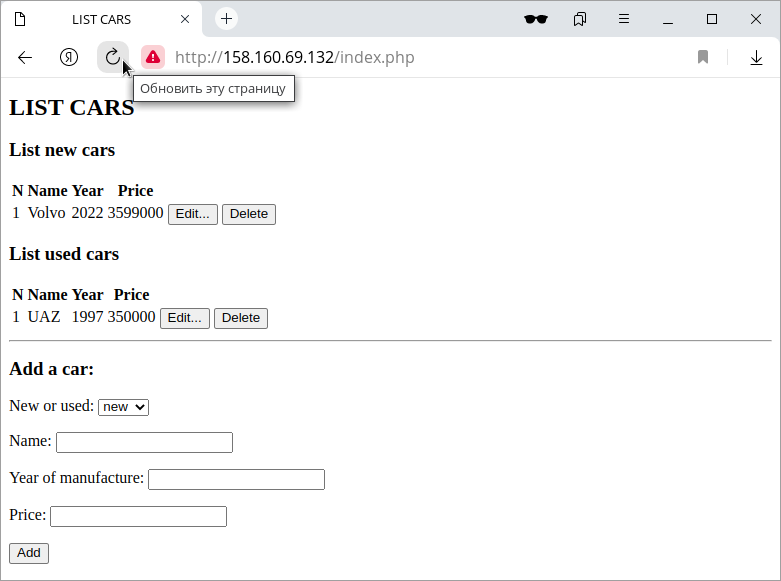 LIST CARS
Я http://158.160.69.132/index.php
Обновить эту страницу
LIST CARS
List new cars
N Name Year Price
1 Volvo 2022 3599000 Edit... Delete
List used cars
N Name Year Price
1 UAZ 1997 350000 Edit... Delete
Add a car:
New or used: new
Name:
Year of manufacture:
Price:
Add